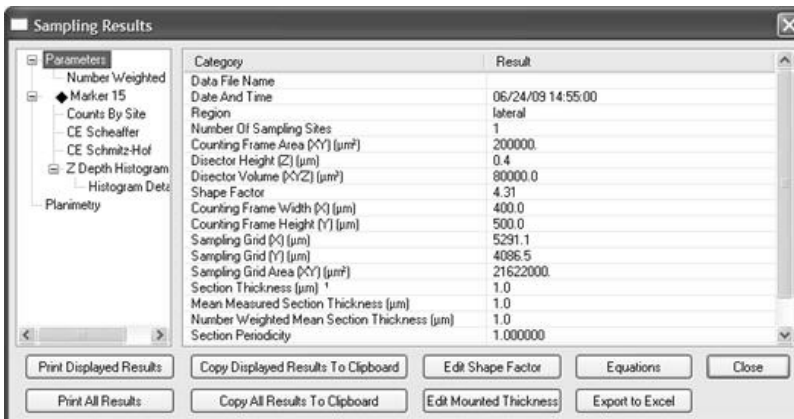 Sampling Results
Parameters
Number Weighted
Marker 15
Counts By Site
CE Scheaffer
CE Schmitz-Hof
Z Depth Histogram
Histogram Deta
Planimetry
Category Result
Data File Name
Date And Time 06/24/09 14:55:00
Region lateral
Number Of Sampling Sites 1
Counting Frame Area (XY) (µm²) 200000.
Disector Height (Z) (µm) 0.4
Disector Volume (XYZ) (µm³) 80000.0
Shape Factor 4.31
Counting Frame Width (X) (µm) 400.0
Counting Frame Height (Y) (µm) 500.0
Sampling Grid (X) (µm) 5291.1
Sampling Grid (Y) (µm) 4086.5
Sampling Grid Area (XY) (µm²) 21622000.
Section Thickness (µm) ¹ 1.0
Mean Measured Section Thickness (µm) 1.0
Number Weighted Mean Section Thickness (µm) 1.0
Section Periodicity 1.000000
Print Displayed Results Copy Displayed Results To Clipboard Edit Shape Factor Equations Close
Print All Results Copy All Results To Clipboard Edit Mounted Thickness Export to Excel